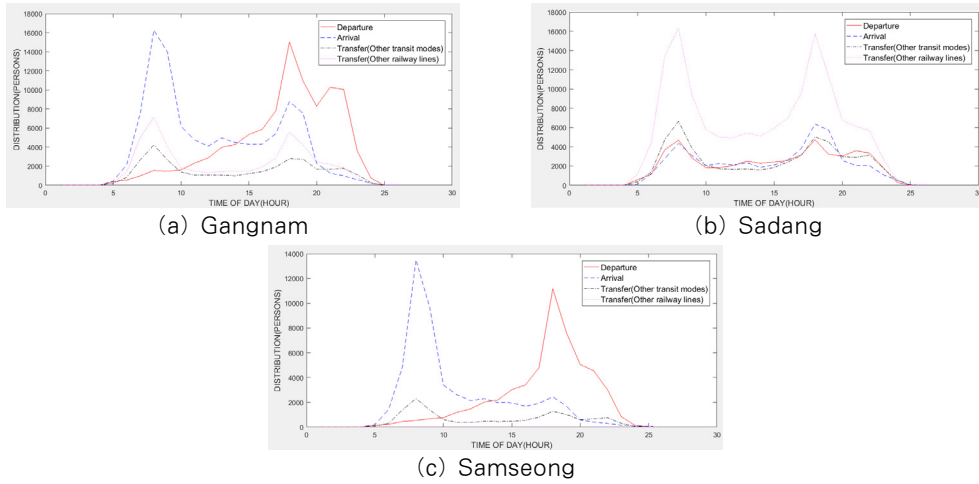 18000
16000
14000
12000
10000
8000
6000
4000
2000
0
DISTRIBUTION(PERSONS)
0 5 10 15 20 25 30
TIME OF DAY(HOUR)
Departure
Arrival
Transfer(Other transit modes)
Transfer(Other railway lines)
(a) Gangnam
18000
16000
14000
12000
10000
8000
6000
4000
2000
0
DISTRIBUTION(PERSONS)
0 5 10 15 20 25 30
TIME OF DAY(HOUR)
Departure
Arrival
Transfer(Other transit modes)
Transfer(Other railway lines)
(b) Sadang
14000
12000
10000
8000
6000
4000
2000
0
DISTRIBUTION(PERSONS)
0 5 10 15 20 25 30
TIME OF DAY(HOUR)
Departure
Arrival
Transfer(Other transit modes)
Transfer(Other railway lines)
(c) Samseong